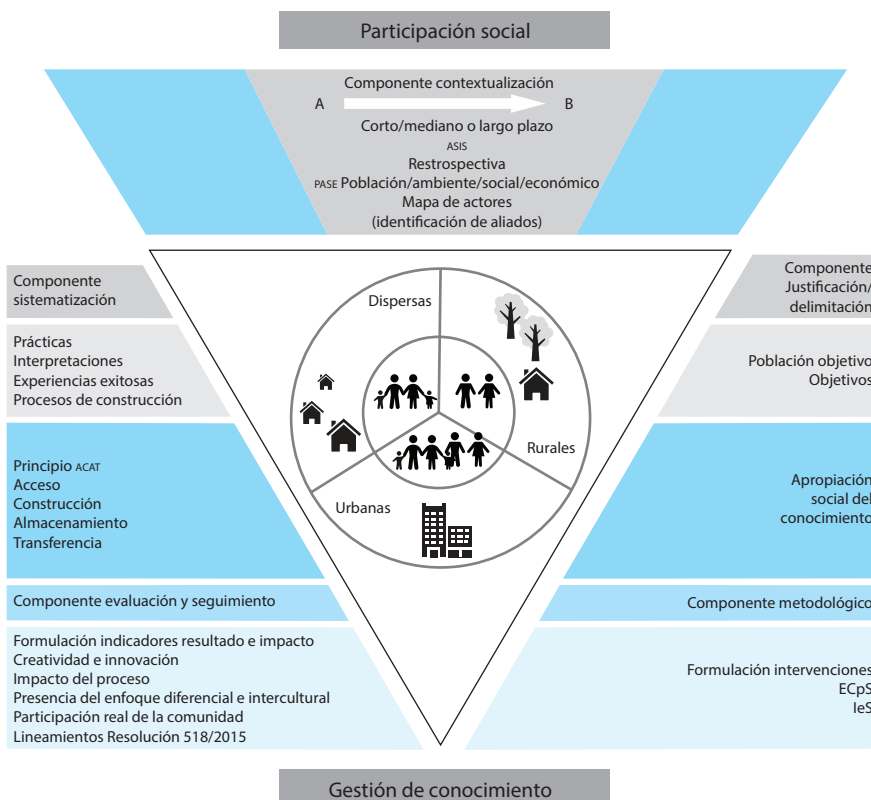 Participación social
Componente contextualización
A B
Corto/mediano o largo plazo
ASIS
Restrospectiva
PASE Población/ambiente/social/económico
Mapa de actores
(identificación de aliados)
Componente
sistematización
Prácticas
Interpretaciones
Experiencias exitosas
Procesos de construcción
Principio ACAT
Acceso
Construcción
Almacenamiento
Transferencia
Componente evaluación y seguimiento
Formulación indicadores resultado e impacto
Creatividad e innovación
Impacto del proceso
Presencia del enfoque diferencial e intercultural
Participación real de la comunidad
Lineamientos Resolución 518/2015
Dispersas
Rurales
Urbanas
Componente
Justificación/
delimitación
Población objetivo
Objetivos
Apropiación
social del
conocimiento
Componente metodológico
Formulación intervenciones
ECpS
IeS
Gestión de conocimiento